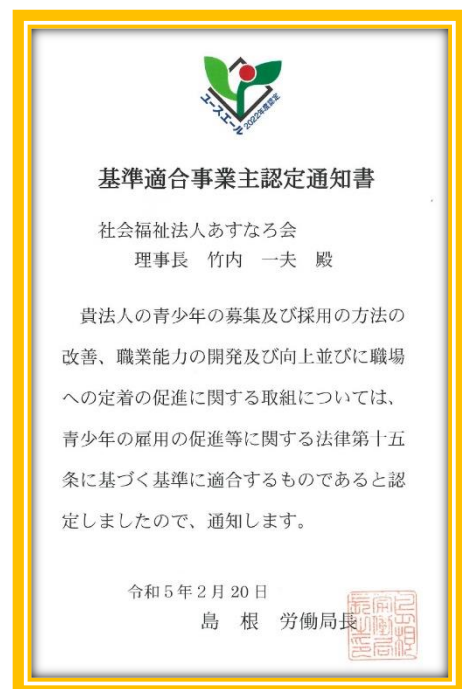 ユースエール 2022年度認定
基準適合事業主認定通知書
社会福祉法人あすなろ会
理事長 竹内 一夫 殿
貴法人の青少年の募集及び採用の方法の
改善、職業能力の開発及び向上並びに職場
への定着の促進に関する取組については、
青少年の雇用の促進等に関する法律第十五
条に基づく基準に適合するものであると認
定しましたので、通知します。
令和5年2月20日
島 根 労働局長